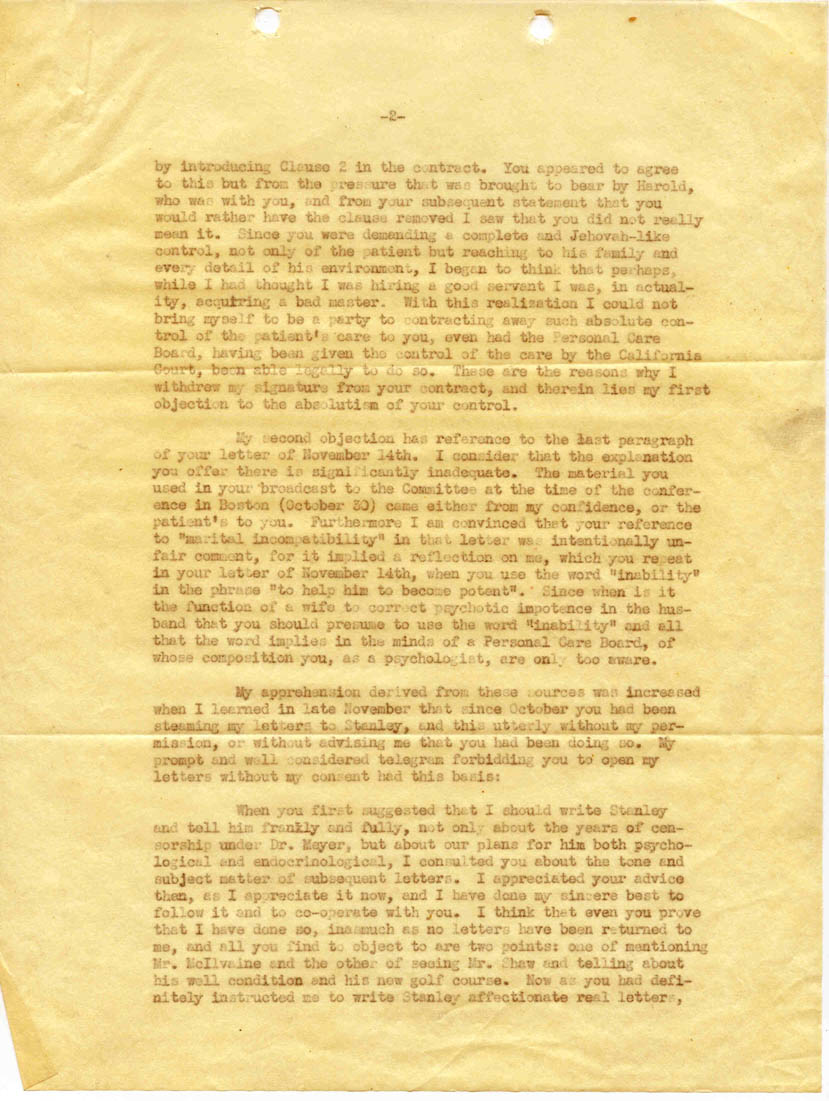 -2-
by introducing Clause 2 in the contract. You appeared to agree
to this but from the pressure that was brought to bear by Harold,
who was with you, and from your subsequent statement that you
would rather have the clause removed I saw that you did not really
mean it. Since you were demanding a complete and Jehovah-like
control, not only of the patient but reaching to his family and
every detail of his environment, I began to think that perhaps,
while I had thought I was hiring a good servant I was, in actual-
ity, acquiring a bad master. With this realization I could not
bring myself to be a party to contracting away such absolute con-
trol of the patient's care to you, even had the Personal Care
Board, having been given the control of the care by the California
Court, been able legally to do so. These are the reasons why I
withdrew my signature from your contract, and therein lies my first
objection to the absolutism of your control.
My second objection has reference to the last paragraph
of your letter of November 14th. I consider that the explanation
you offer there is significantly inadequate. The material you
used in your broadcast to the Committee at the time of the confer-
ence in Boston (October 30) came either from my confidence, or the
patient's to you. Furthermore I am convinced that your reference
to "marital incompatibility" in that letter was intentionally un-
fair comment, for it implied a reflection on me, which you repeat
in your letter of November 14th, when you use the word "inability"
in the phrase "to help him to become potent". Since when is it
the function of a wife to correct psychotic impotence in the hus-
band that you should presume to use the word "inability" and all
that the word implies in the minds of a Personal Care Board, of
whose composition you, as a psychologist, are only too aware.
My apprehension derived from these sources was increased
when I learned in late November that since October you had been
steaming my letters to Stanley, and this utterly without my per-
mission, or without advising me that you had been doing so. My
prompt and well considered telegram forbidding you to open my
letters without my consent had this basis:
When you first suggested that I should write Stanley
and tell him frankly and fully, not only about the years of cen-
sorship under Dr. Meyer, but about our plans for him both psycho-
logical and endocrinological, I consulted you about the tone and
subject matter of subsequent letters. I appreciated your advice
then, as I appreciate it now, and I have done my sincere best to
follow it and to co-operate with you. I think that even you prove
that I have done so, inasmuch as no letters have been returned to
me, and all you find to object to are two points: one of mentioning
Mr. McIlvaine and the other of seeing Mr. Shaw and telling about
his well condition and his new golf course. Now as you had defi-
nitely instructed me to write Stanley affectionate real letters,